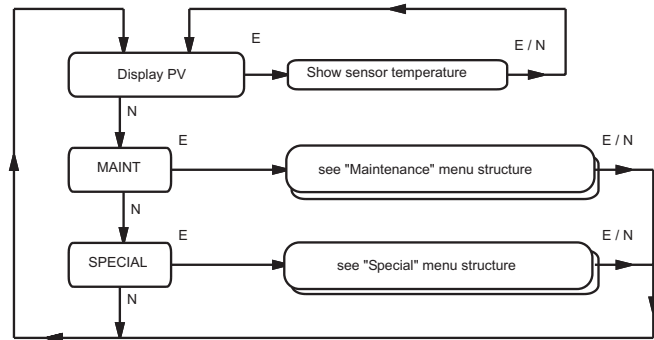 E
E / N
Display PV
Show sensor temperature
N
E
E / N
MAINT
see "Maintenance" menu structure
N
E
E / N
SPECIAL
see "Special" menu structure
N